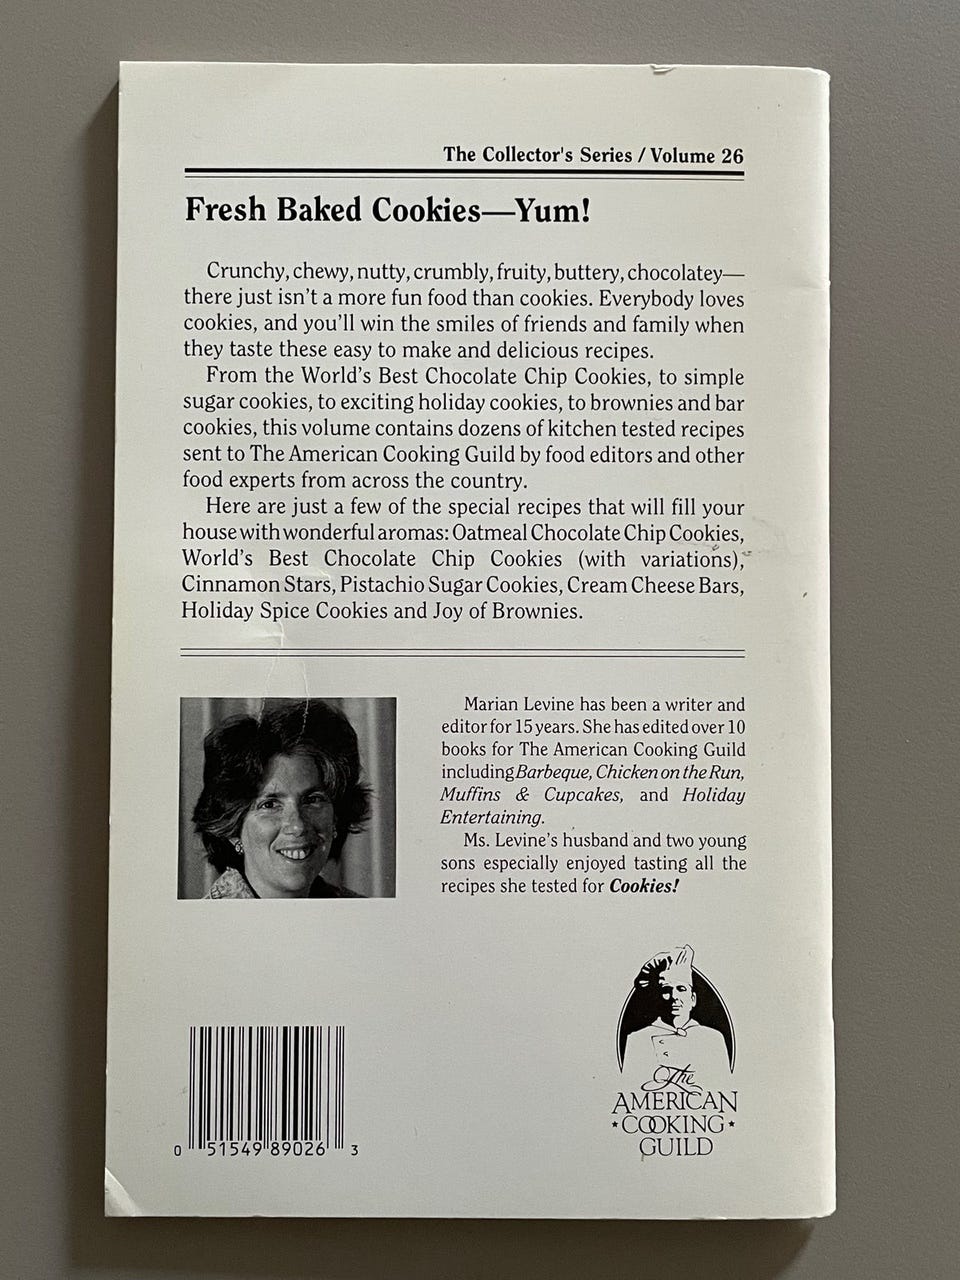 The Collector's Series / Volume 26
Fresh Baked Cookies—Yum!
Crunchy, chewy, nutty, crumbly, fruity, buttery, chocolatey—
there just isn't a more fun food than cookies. Everybody loves
cookies, and you'll win the smiles of friends and family when
they taste these easy to make and delicious recipes.
From the World's Best Chocolate Chip Cookies, to simple
sugar cookies, to exciting holiday cookies, to brownies and bar
cookies, this volume contains dozens of kitchen tested recipes
sent to The American Cooking Guild by food editors and other
food experts from across the country.
Here are just a few of the special recipes that will fill your
house with wonderful aromas: Oatmeal Chocolate Chip Cookies,
World's Best Chocolate Chip Cookies (with variations),
Cinnamon Stars, Pistachio Sugar Cookies, Cream Cheese Bars,
Holiday Spice Cookies and Joy of Brownies.
Marian Levine has been a writer and
editor for 15 years. She has edited over 10
books for The American Cooking Guild
including Barbeque, Chicken on the Run,
Muffins & Cupcakes, and Holiday
Entertaining.
Ms. Levine's husband and two young
sons especially enjoyed tasting all the
recipes she tested for Cookies!
0 51549 89026 3
The
AMERICAN
COOKING
GUILD